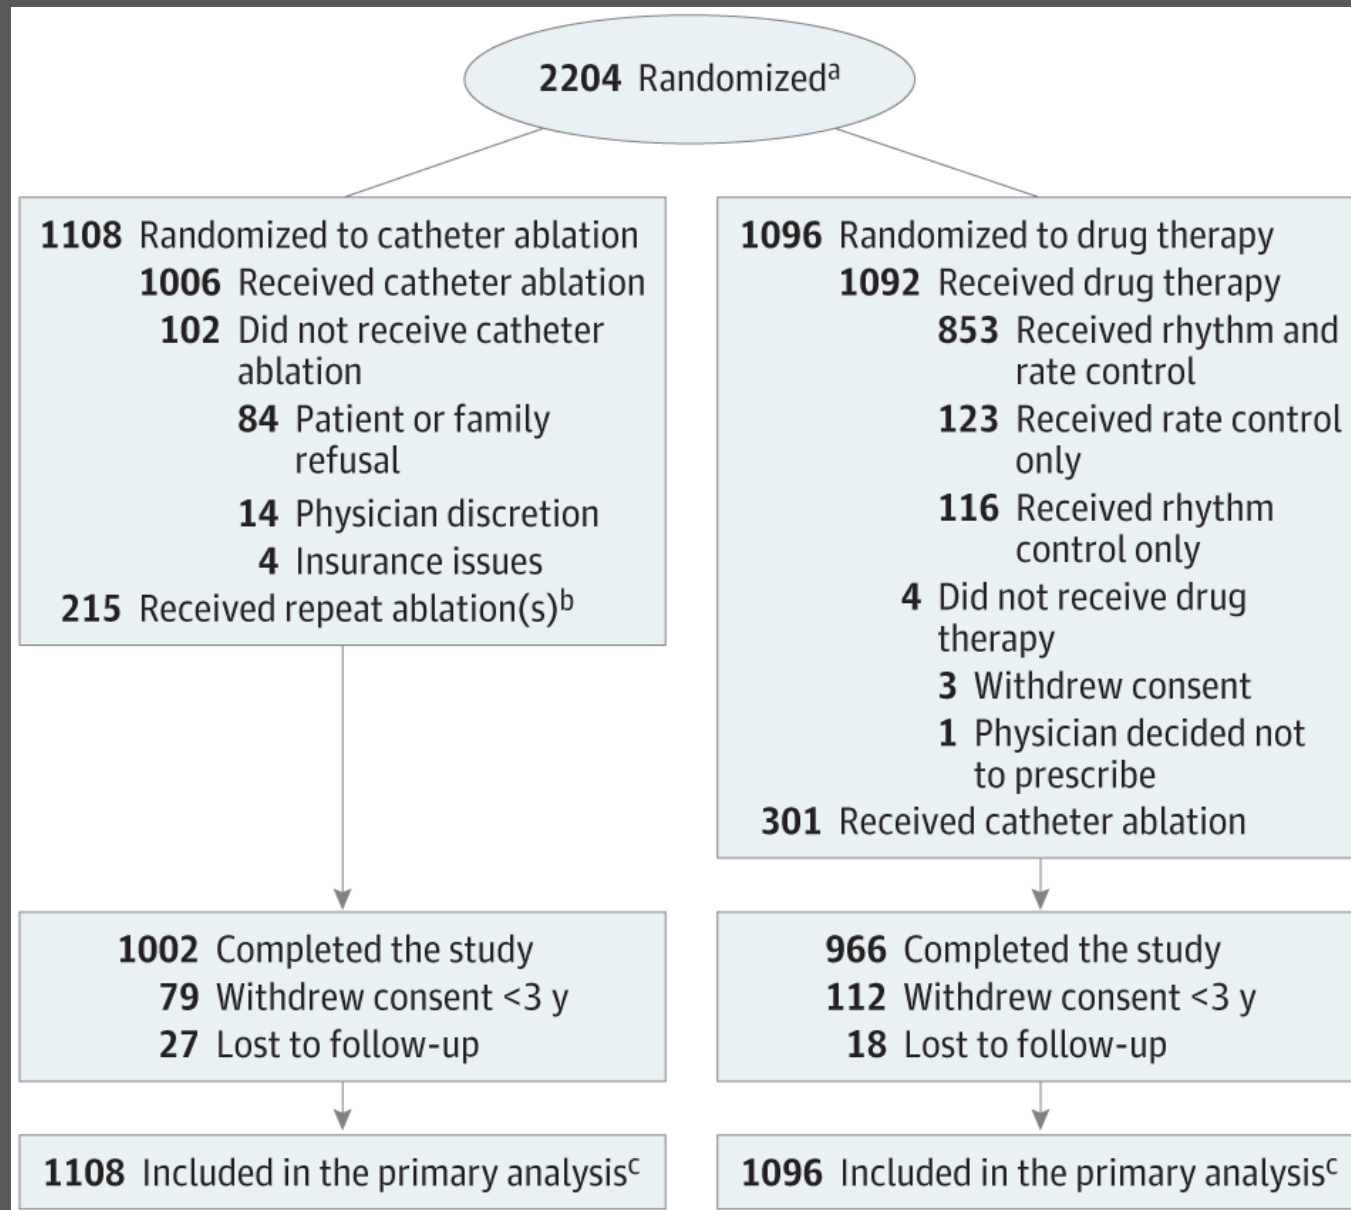 2204 Randomizedᵃ
1108 Randomized to catheter ablation
1006 Received catheter ablation
102 Did not receive catheter
ablation
84 Patient or family
refusal
14 Physician discretion
4 Insurance issues
215 Received repeat ablation(s)ᵇ
1096 Randomized to drug therapy
1092 Received drug therapy
853 Received rhythm and
rate control
123 Received rate control
only
116 Received rhythm
control only
4 Did not receive drug
therapy
3 Withdrew consent
1 Physician decided not
to prescribe
301 Received catheter ablation
1002 Completed the study
79 Withdrew consent <3 y
27 Lost to follow-up
966 Completed the study
112 Withdrew consent <3 y
18 Lost to follow-up
1108 Included in the primary analysisᶜ
1096 Included in the primary analysisᶜ